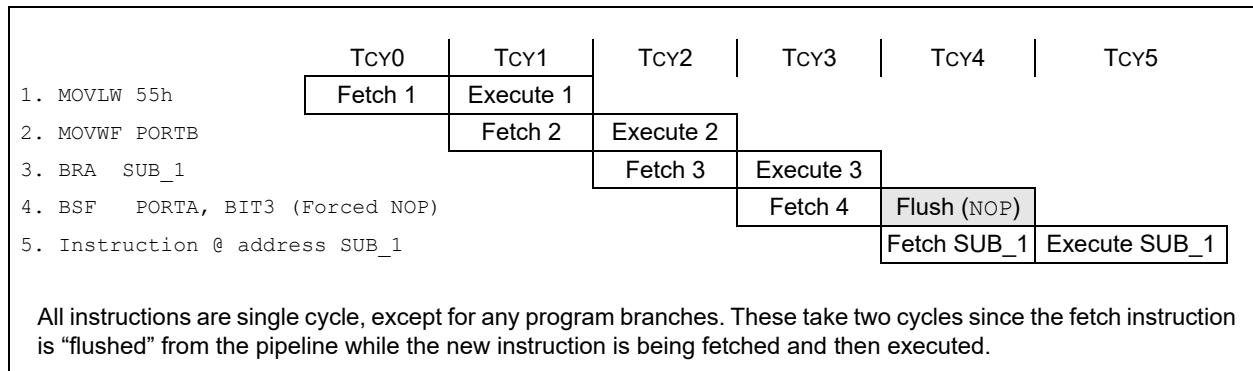 TCY0 TCY1 TCY2 TCY3 TCY4 TCY5
1. MOVLW 55h Fetch 1 Execute 1
2. MOVWF PORTB Fetch 2 Execute 2
3. BRA SUB_1 Fetch 3 Execute 3
4. BSF PORTA, BIT3 (Forced NOP) Fetch 4 Flush (NOP)
5. Instruction @ address SUB_1 Fetch SUB_1 Execute SUB_1
All instructions are single cycle, except for any program branches. These take two cycles since the fetch instruction
is “flushed” from the pipeline while the new instruction is being fetched and then executed.